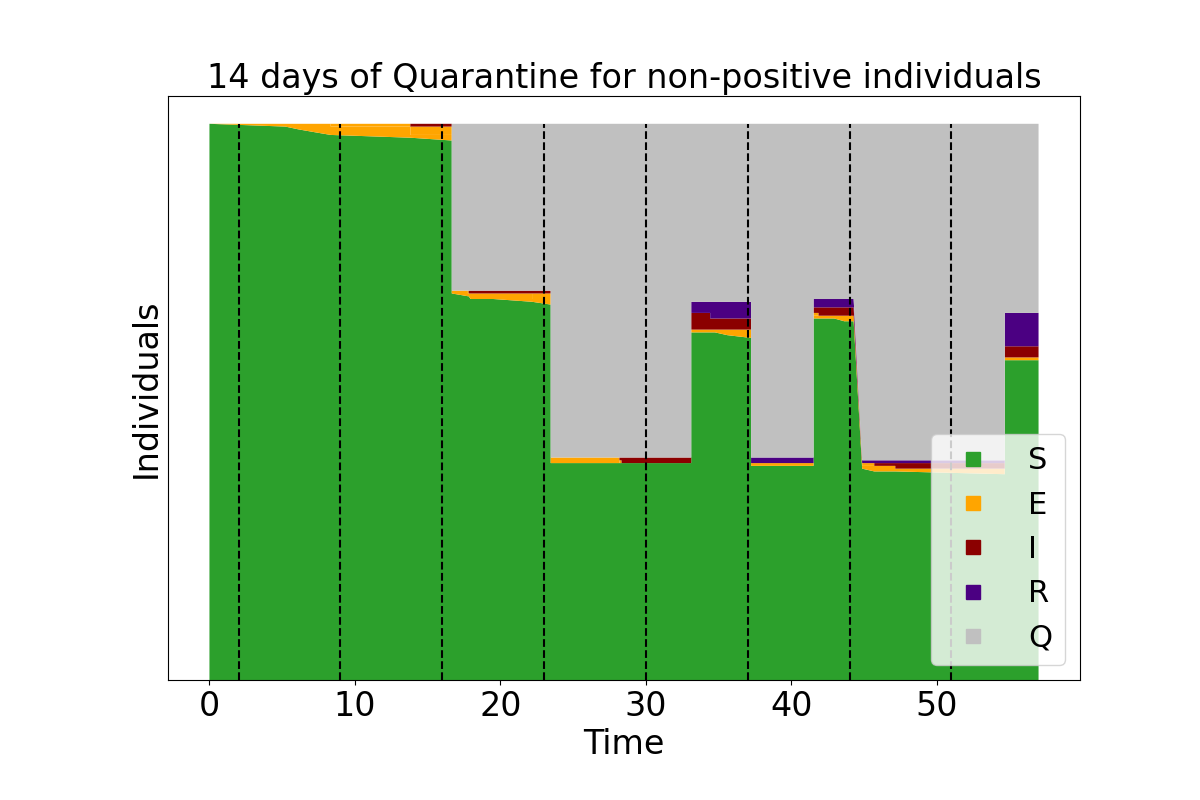 14 days of Quarantine for non-positive individuals
Individuals
S
E
I
R
Q
0 10 20 30 40 50
Time